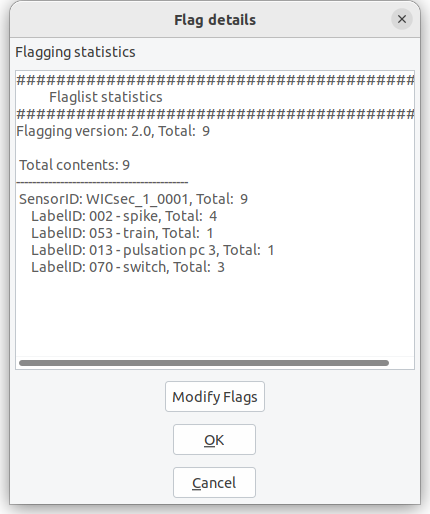 Flag details
Flagging statistics
########################################
Flaglist statistics
########################################
Flagging version: 2.0, Total: 9
Total contents: 9
-------------------------------------------
SensorID: WICsec_1_0001, Total: 9
LabelID: 002 - spike, Total: 4
LabelID: 053 - train, Total: 1
LabelID: 013 - pulsation pc 3, Total: 1
LabelID: 070 - switch, Total: 3
Modify Flags
OK
Cancel